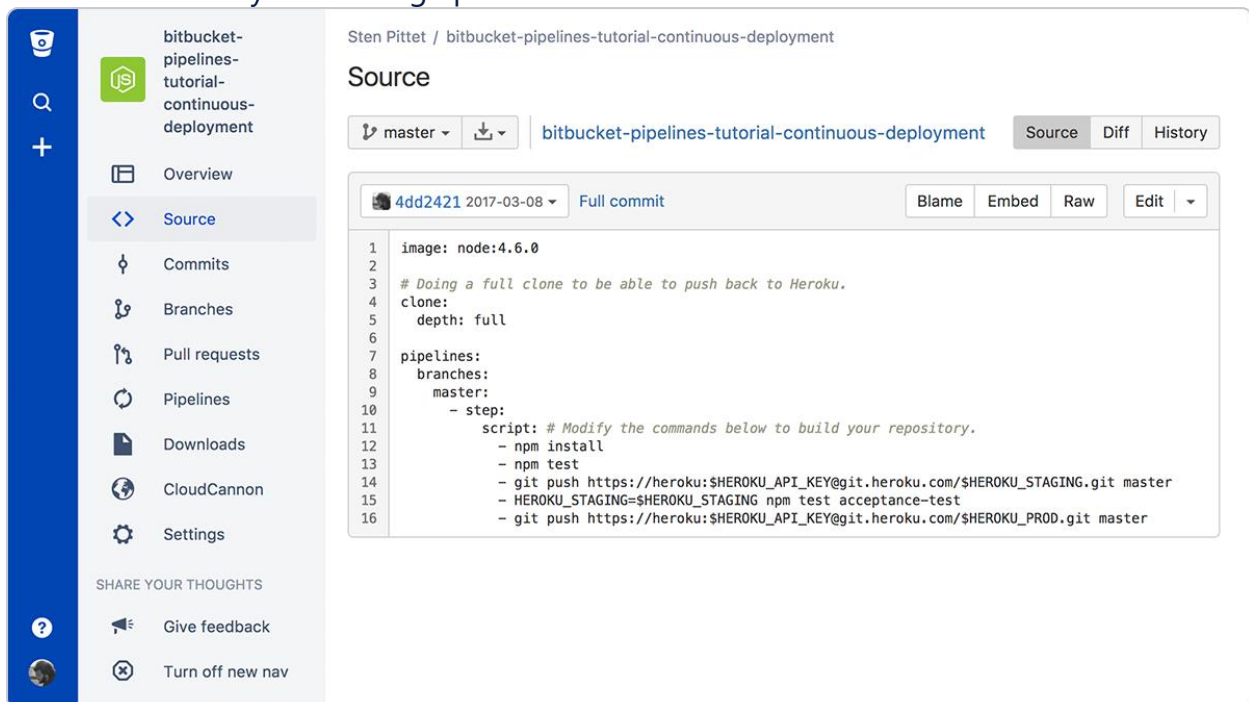 bitbucket-
pipelines-
tutorial-
continuous-
deployment
Overview
Source
Commits
Branches
Pull requests
Pipelines
Downloads
CloudCannon
Settings
SHARE YOUR THOUGHTS
Give feedback
Turn off new nav
Sten Pittet / bitbucket-pipelines-tutorial-continuous-deployment
Source
master bitbucket-pipelines-tutorial-continuous-deployment Source Diff History
4dd2421 2017-03-08 Full commit Blame Embed Raw Edit
1 image: node:4.6.0
2
3 # Doing a full clone to be able to push back to Heroku.
4 clone:
5   depth: full
6
7 pipelines:
8   branches:
9     master:
10       - step:
11           script: # Modify the commands below to build your repository.
12             - npm install
13             - npm test
14             - git push https://heroku:$HEROKU_API_KEY@git.heroku.com/$HEROKU_STAGING.git master
15             - HEROKU_STAGING=$HEROKU_STAGING npm test acceptance-test
16             - git push https://heroku:$HEROKU_API_KEY@git.heroku.com/$HEROKU_PROD.git master